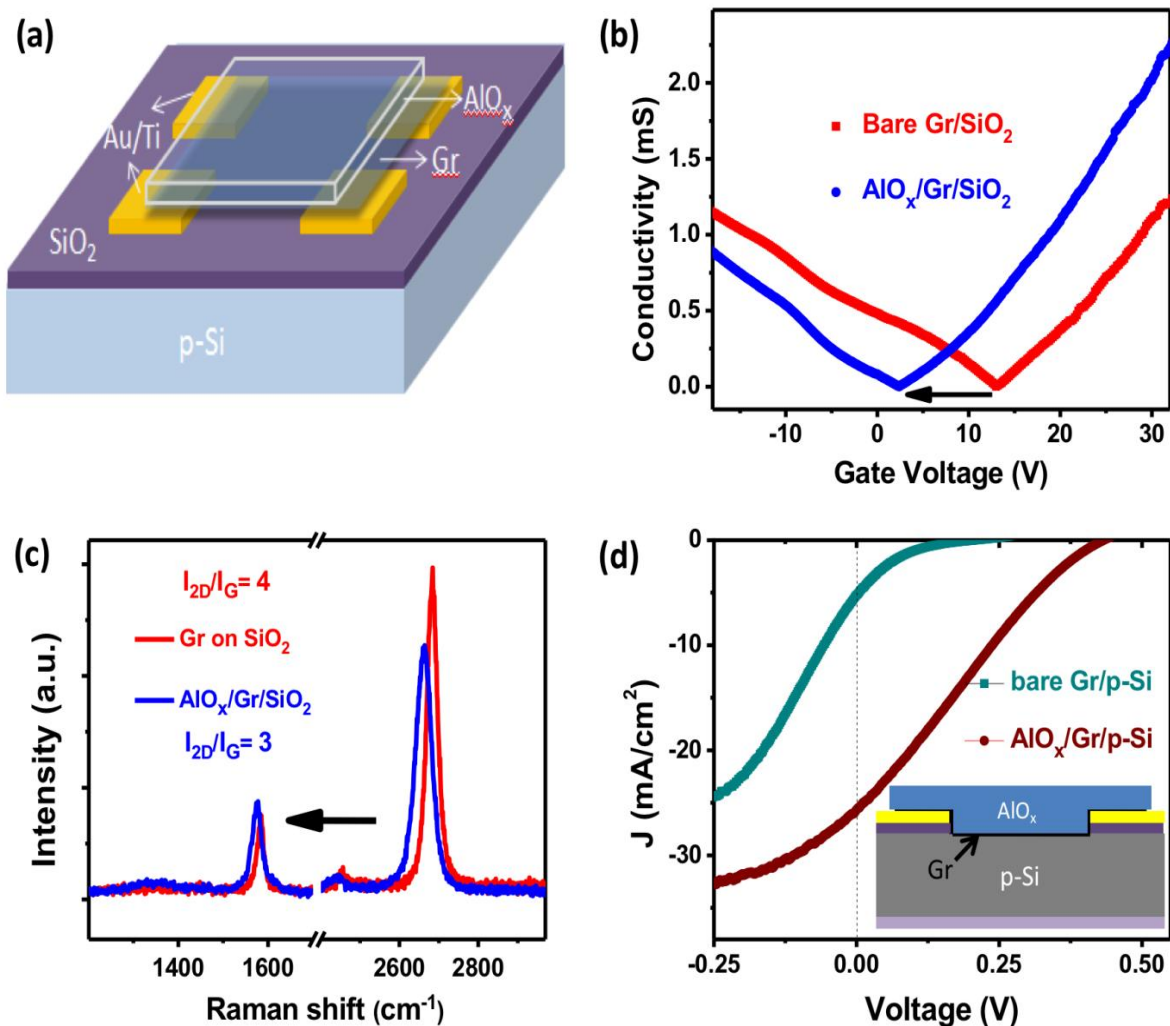 (a)
Au/Ti
AlOₓ
Gr
SiO₂
p-Si
(b)
Conductivity (mS)
2.0
1.5
1.0
0.5
0.0
Bare Gr/SiO₂
AlOₓ/Gr/SiO₂
-10
0
10
20
30
Gate Voltage (V)
(c)
Intensity (a.u.)
I₂D/IG= 4
Gr on SiO₂
AlOₓ/Gr/SiO₂
I₂D/IG= 3
1400
1600
2600
2800
Raman shift (cm⁻¹)
(d)
J (mA/cm²)
0
-10
-20
-30
bare Gr/p-Si
AlOₓ/Gr/p-Si
AlOₓ
Gr
p-Si
-0.25
0.00
0.25
0.50
Voltage (V)